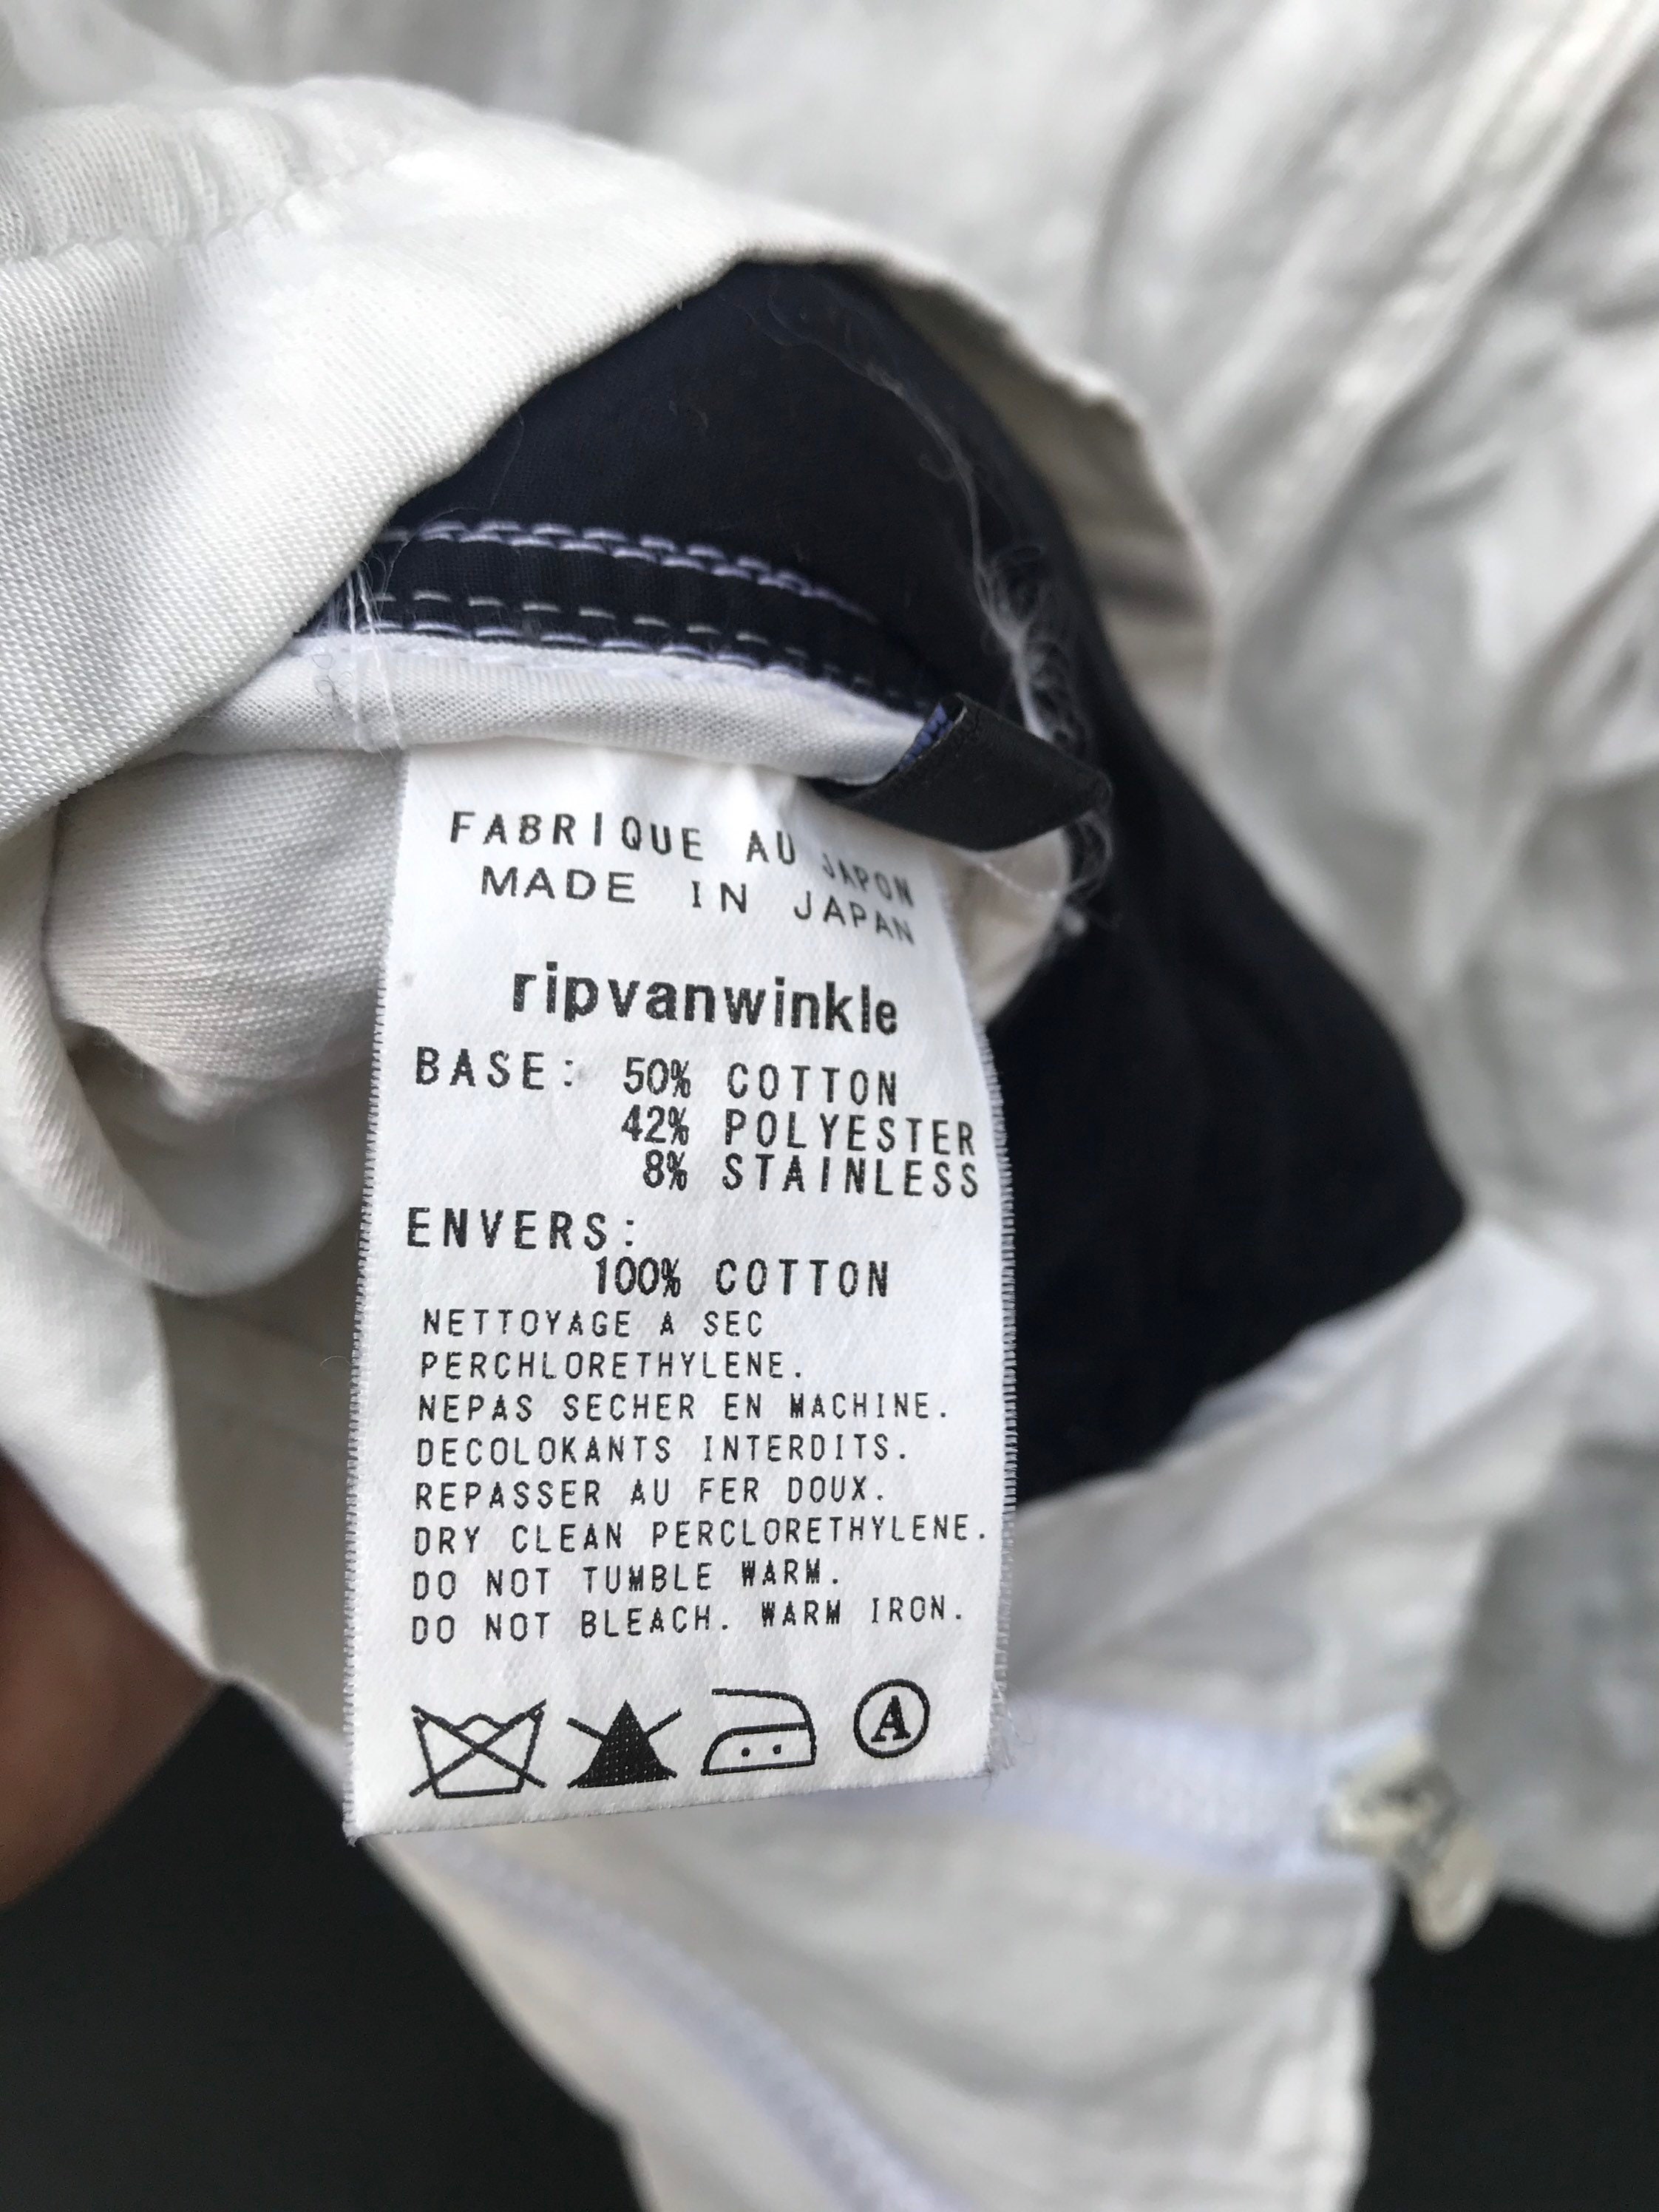 FABRIQUE AU JAPON
MADE IN JAPAN
ripvanwinkle
BASE: 50% COTTON
42% POLYESTER
8% STAINLESS
ENVERS:
100% COTTON
NETTOYAGE A SEC
PERCHLORETHYLENE.
NEPAS SECHER EN MACHINE.
DECOLOKANTS INTERDITS.
REPASSER AU FER DOUX.
DRY CLEAN PERCLORETHYLENE.
DO NOT TUMBLE WARM.
DO NOT BLEACH. WARM IRON.
A